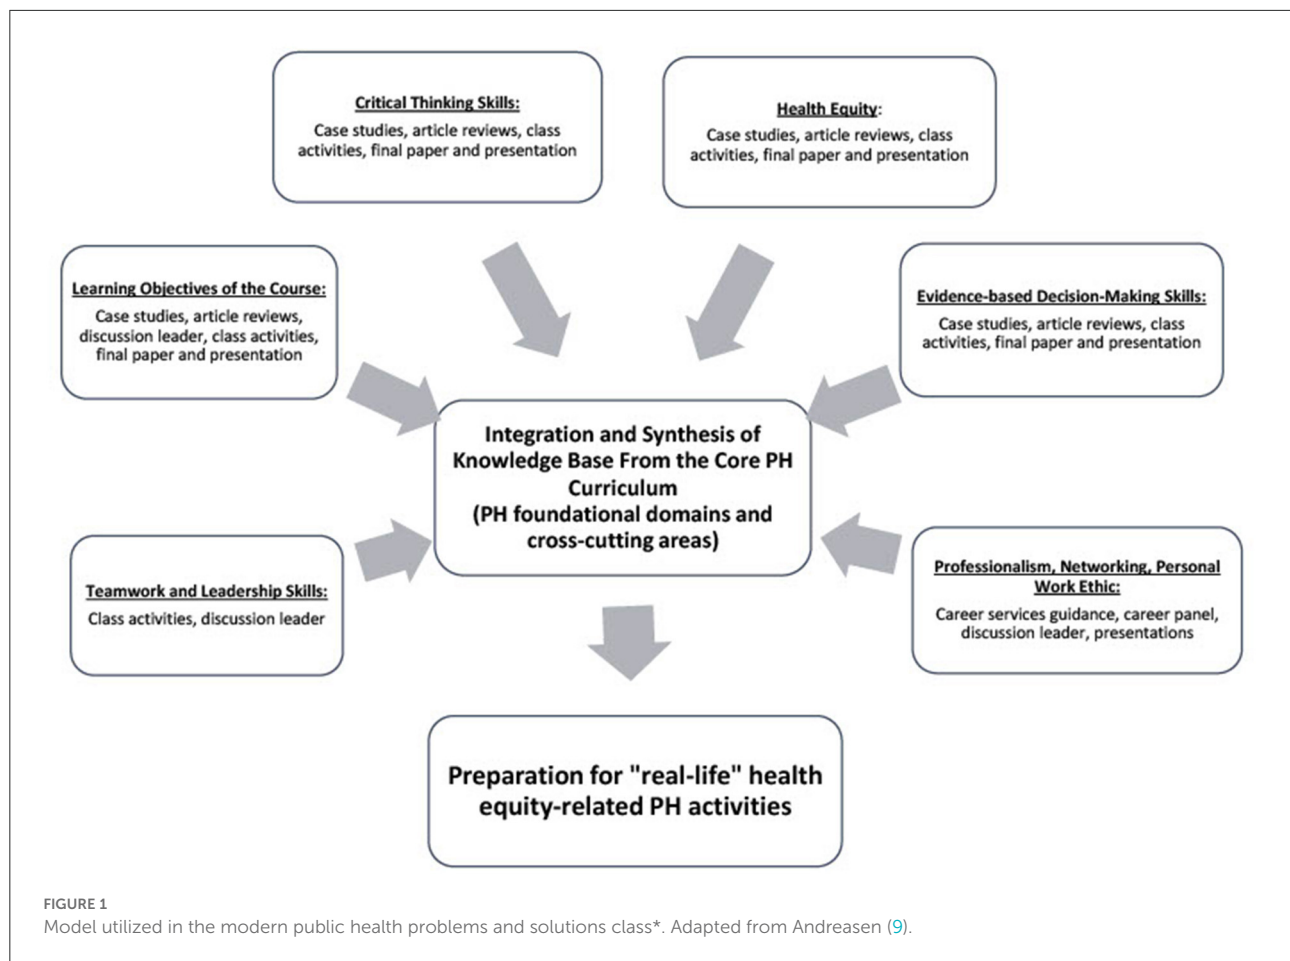 Critical Thinking Skills:
Case studies, article reviews, class
activities, final paper and presentation
Health Equity:
Case studies, article reviews, class
activities, final paper and presentation
Learning Objectives of the Course:
Case studies, article reviews,
discussion leader, class activities,
final paper and presentation
Evidence-based Decision-Making Skills:
Case studies, article reviews, class
activities, final paper and presentation
Integration and Synthesis of
Knowledge Base From the Core PH
Curriculum
(PH foundational domains and
cross-cutting areas)
Teamwork and Leadership Skills:
Class activities, discussion leader
Professionalism, Networking, Personal
Work Ethic:
Career services guidance, career panel,
discussion leader, presentations
Preparation for "real-life" health
equity-related PH activities
FIGURE 1
Model utilized in the modern public health problems and solutions class*. Adapted from Andreasen (9).